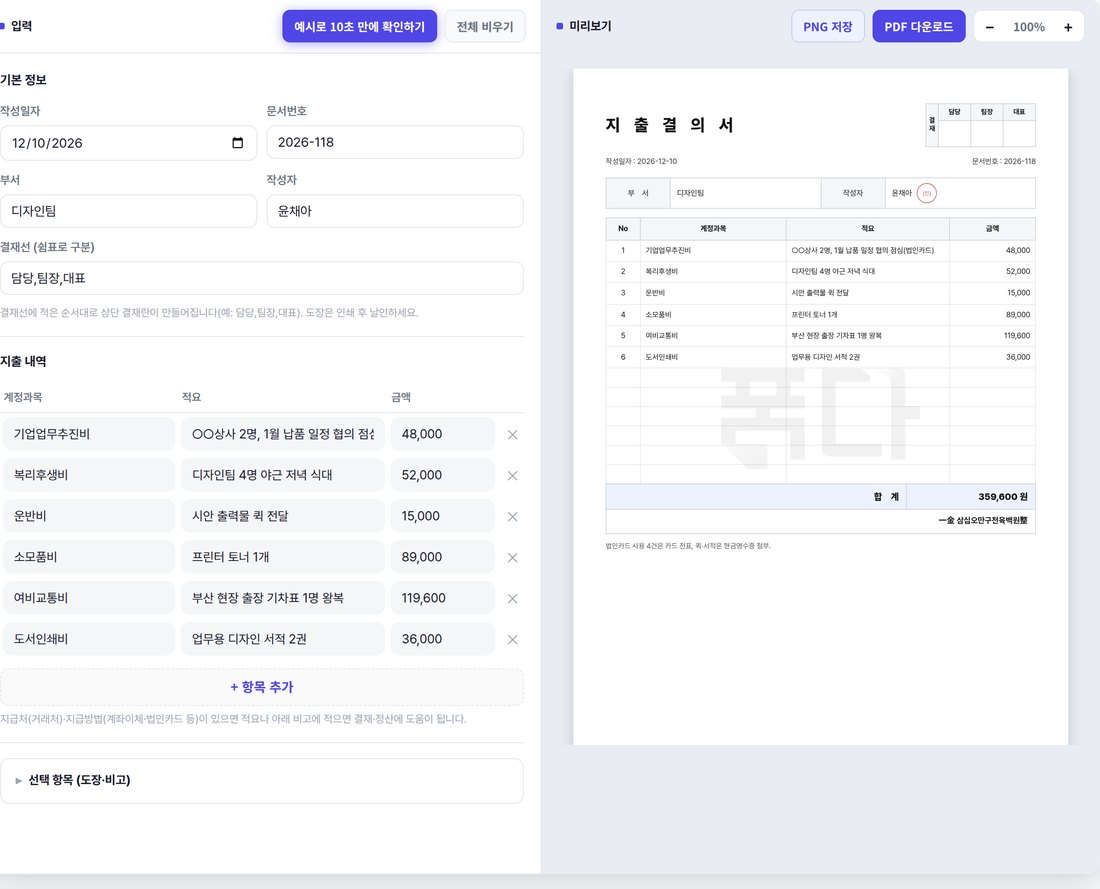 입력
예시로 10초 만에 확인하기
전체 비우기
기본 정보
작성일자
문서번호
12/10/2026
2026-118
부서
작성자
디자인팀
윤채아
결재선 (쉼표로 구분)
담당,팀장,대표
결재선에 적은 순서대로 상단 결재란이 만들어집니다(예: 담당,팀장,대표). 도장은 인쇄 후 날인하세요.
지출 내역
계정과목 적요 금액
기업업무추진비 〇〇상사 2명, 1월 납품 일정 협의 점심 48,000
복리후생비 디자인팀 4명 야근 저녁 식대 52,000
운반비 시안 출력물 퀵 전달 15,000
소모품비 프린터 토너 1개 89,000
여비교통비 부산 현장 출장 기차표 1명 왕복 119,600
도서인쇄비 업무용 디자인 서적 2권 36,000
+ 항목 추가
지급처(거래처)·지급방법(계좌이체·법인카드 등)이 있으면 적요나 아래 비고에 적으면 결재·정산에 도움이 됩니다.
선택 항목 (도장·비고)
미리보기
PNG 저장
PDF 다운로드
− 100% +
지 출 결 의 서
결재
담당 팀장 대표
작성일자 : 2026-12-10
문서번호 : 2026-118
부 서 디자인팀 작성자 윤채아 (인)
No 계정과목 적요 금액
1 기업업무추진비 〇〇상사 2명, 1월 납품 일정 협의 점심(법인카드) 48,000
2 복리후생비 디자인팀 4명 야근 저녁 식대 52,000
3 운반비 시안 출력물 퀵 전달 15,000
4 소모품비 프린터 토너 1개 89,000
5 여비교통비 부산 현장 출장 기차표 1명 왕복 119,600
6 도서인쇄비 업무용 디자인 서적 2권 36,000
폼다
합 계 359,600 원
一金 삼십오만구천육백원整
법인카드 사용 4건은 카드 전표, 퀵·서적은 현금영수증 첨부.